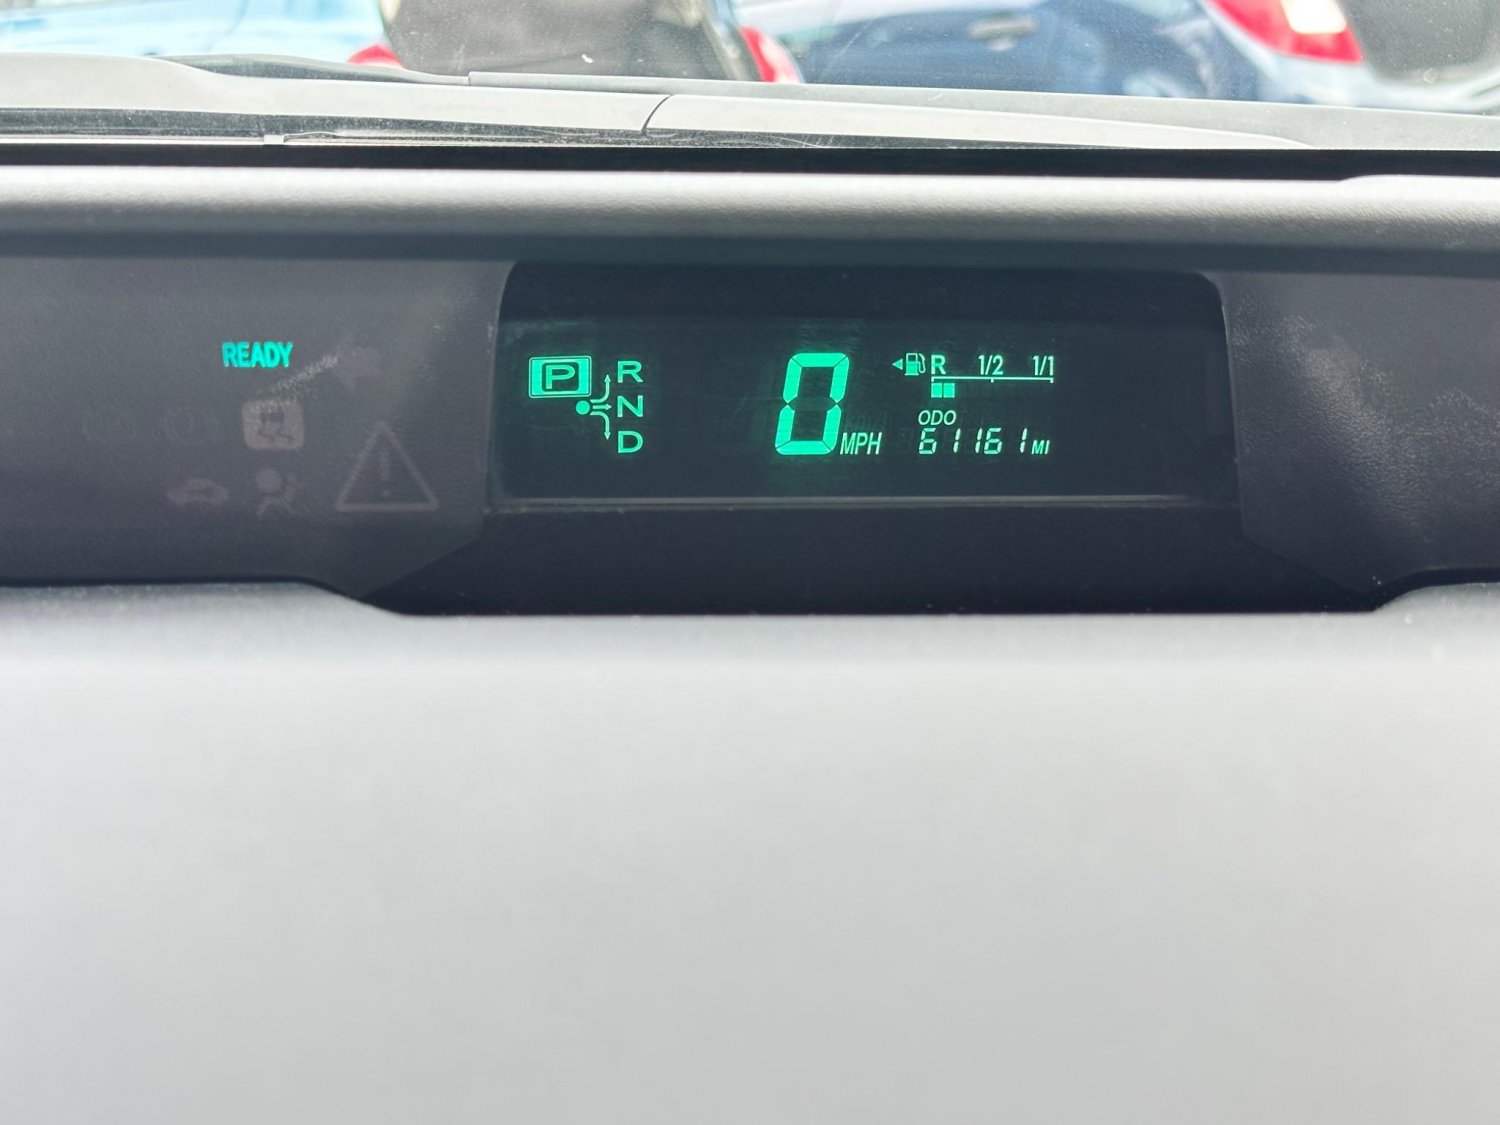 READY
P
R
N
D
0 MPH
R 1/2 1/1
ODO
61161 MI